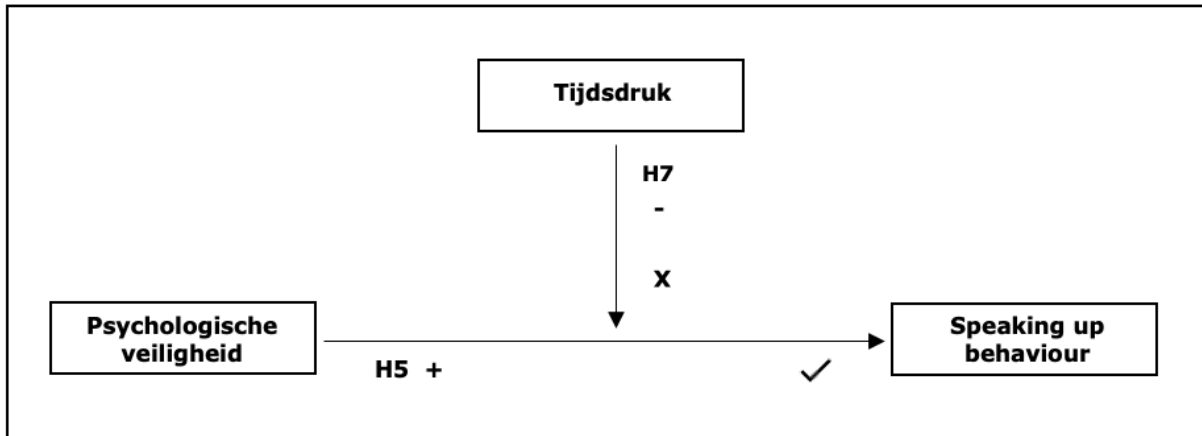 Tijdsdruk
H7
-
X
Psychologische
veiligheid
H5 +
Speaking up
behaviour